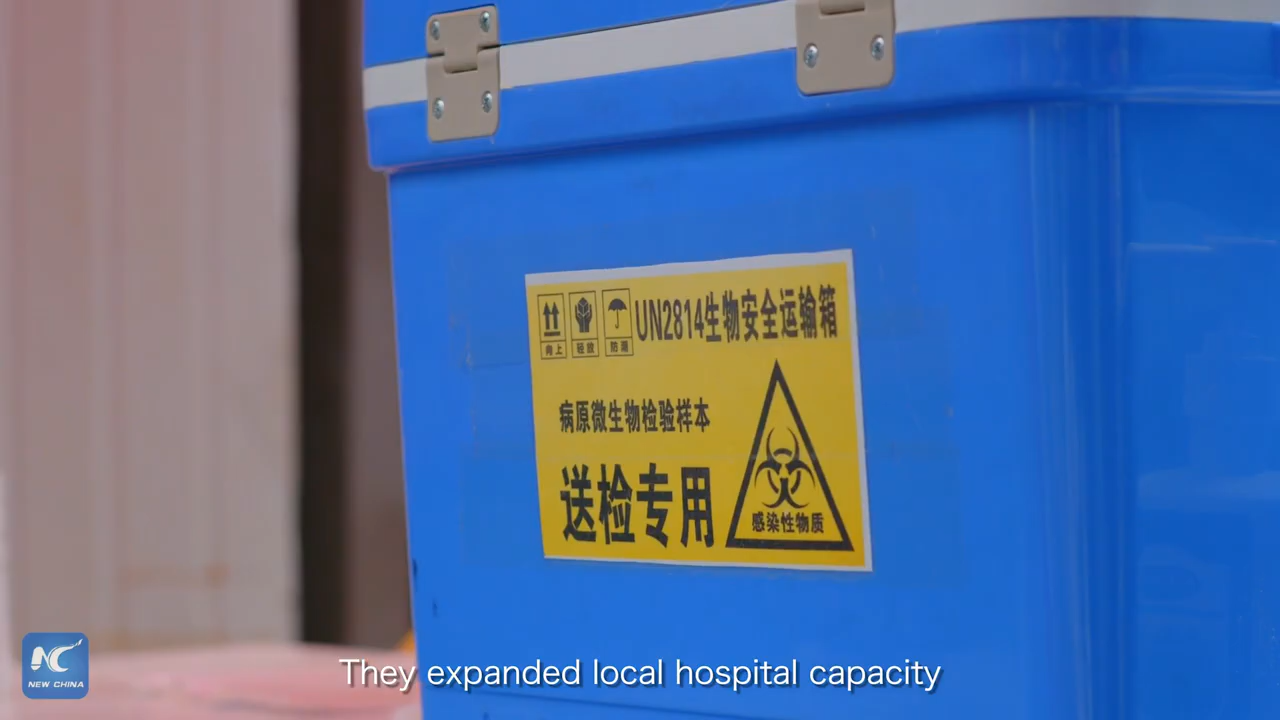 UN2814生物安全运输箱
向上 轻放 防潮
病原微生物检验样本
送检专用
感染性物质
NC
NEW CHINA
They expanded local hospital capacity